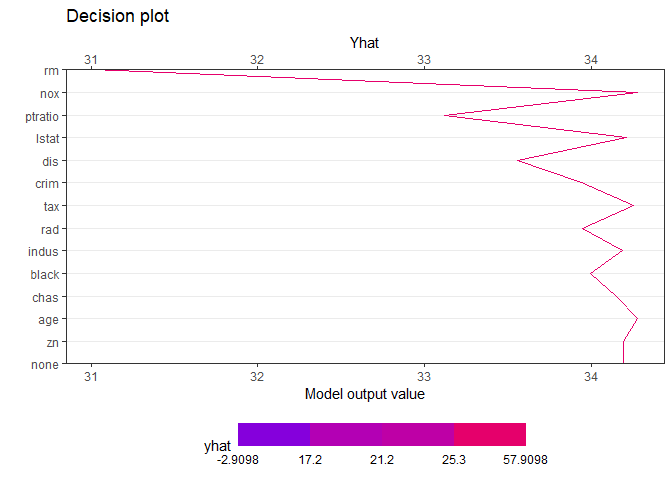 Decision plot
Yhat
31 32 33 34
rm
nox
ptratio
lstat
dis
crim
tax
rad
indus
black
chas
age
zn
none
31 32 33 34
Model output value
yhat
-2.9098 17.2 21.2 25.3 57.9098